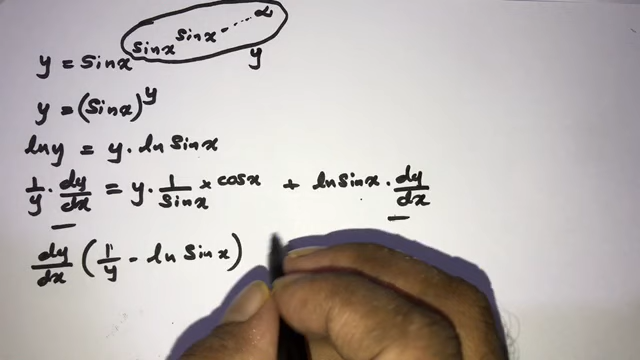 y = sinx^sinx^sinx^....α
y
y = (sinx)^y
lny = y · ln sinx
1/y · dy/dx = y · 1/sinx × cosx + ln sinx · dy/dx
dy/dx (1/y - ln sinx)